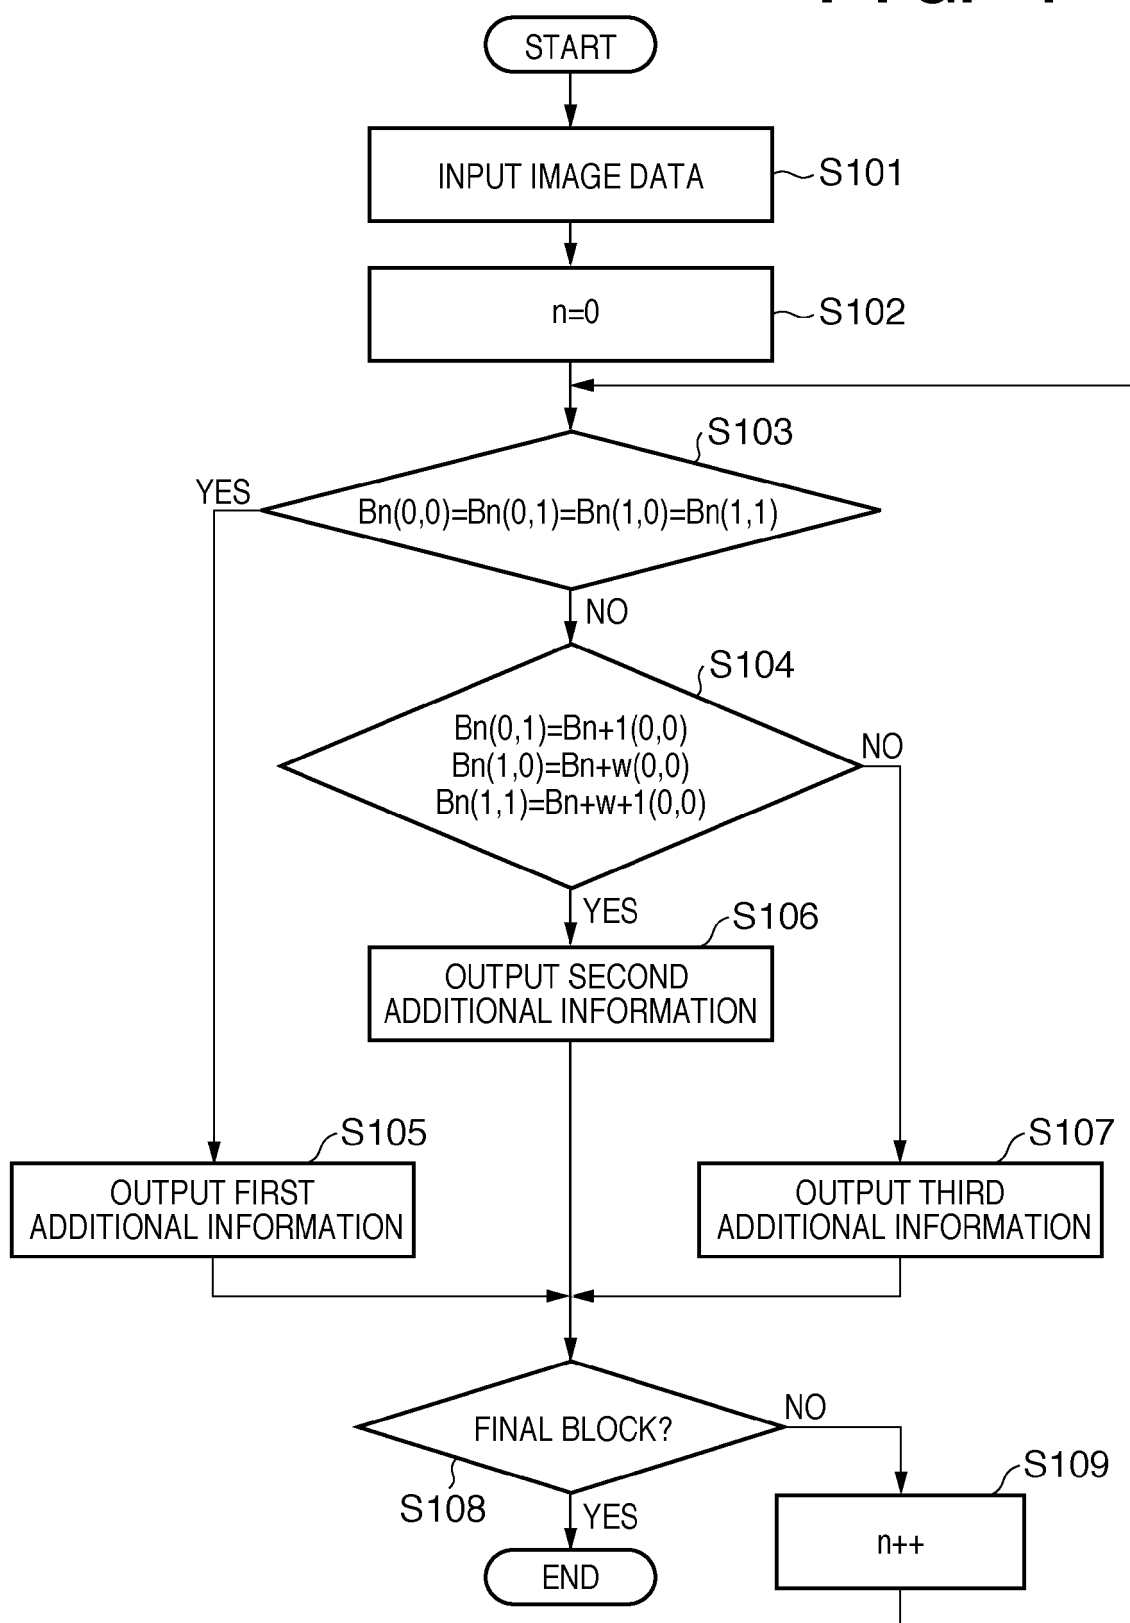 START
INPUT IMAGE DATA
S101
n=0
S102
S103
YES
Bn(0,0)=Bn(0,1)=Bn(1,0)=Bn(1,1)
NO
S104
Bn(0,1)=Bn+1(0,0)
Bn(1,0)=Bn+w(0,0)
Bn(1,1)=Bn+w+1(0,0)
NO
YES
S106
OUTPUT SECOND
ADDITIONAL INFORMATION
S105
OUTPUT FIRST
ADDITIONAL INFORMATION
S107
OUTPUT THIRD
ADDITIONAL INFORMATION
FINAL BLOCK?
NO
S108
YES
S109
n++
END